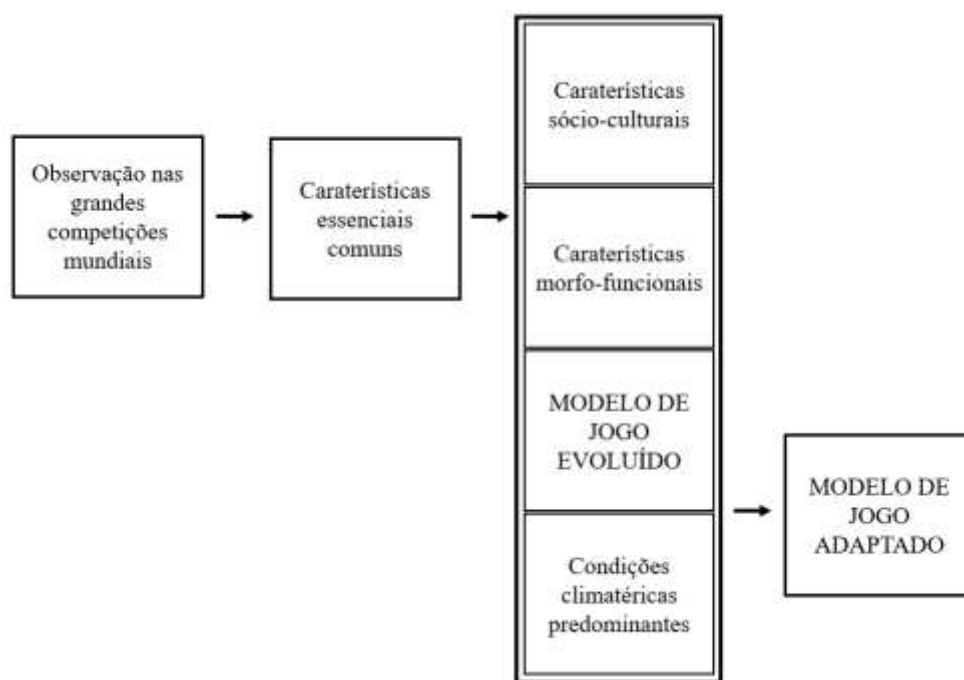 Observação nas
grandes
competições
mundiais
Caraterísticas
essenciais
comuns
Caraterísticas
sócio-culturais
Caraterísticas
morfo-funcionais
MODELO DE
JOGO
EVOLUÍDO
Condições
climatéricas
predominantes
MODELO DE
JOGO
ADAPTADO